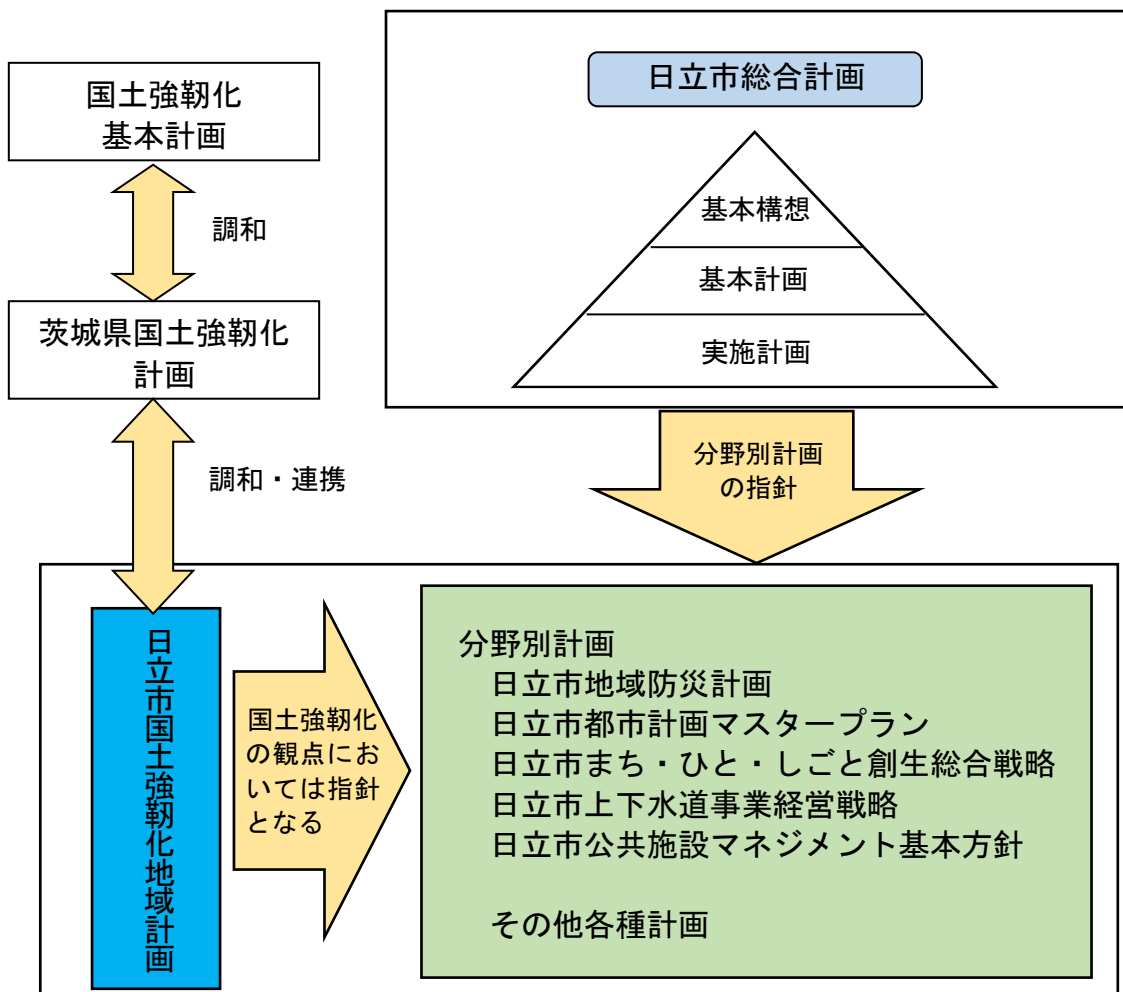 国土強靭化
基本計画
調和
茨城県国土強靭化
計画
調和・連携
日立市総合計画
基本構想
基本計画
実施計画
分野別計画
の指針
日立市国土強靭化地域計画
国土強靭化
の観点にお
いては指針
となる
分野別計画
日立市地域防災計画
日立市都市計画マスタープラン
日立市まち・ひと・しごと創生総合戦略
日立市上下水道事業経営戦略
日立市公共施設マネジメント基本方針
その他各種計画